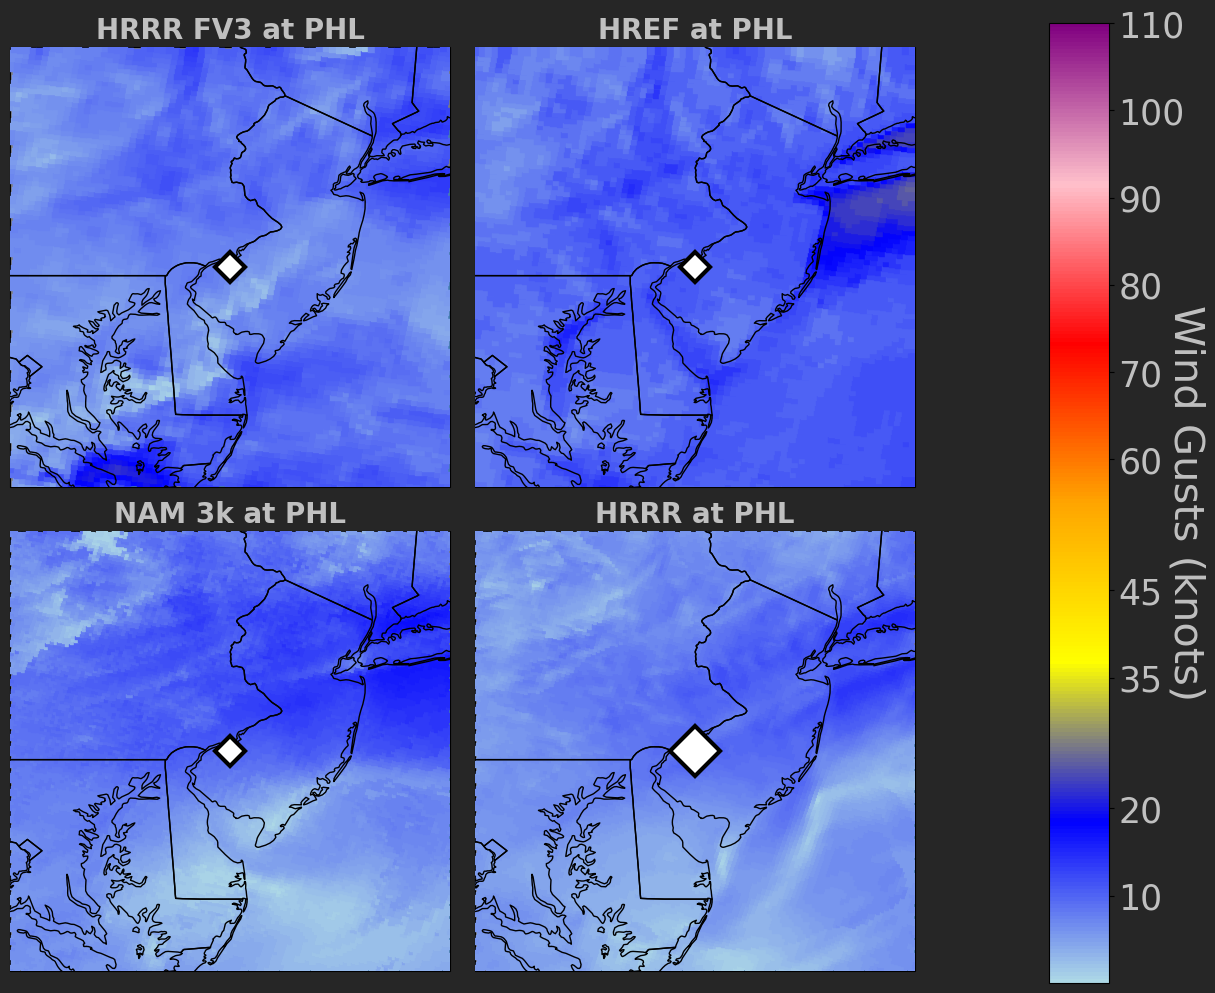 HRRR FV3 at PHL
HREF at PHL
NAM 3k at PHL
HRRR at PHL
110
100
90
80
70
60
45
35
20
10
Wind Gusts (knots)